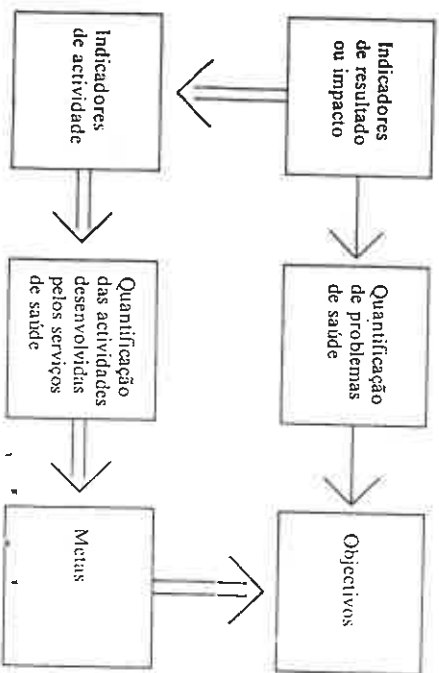 Indicadores
de resultado
ou impacto
Quantificação
de problemas
de saúde
Objectivos
Indicadores
de actividade
Quantificação
das actividades
desenvolvidas
pelos serviços
de saúde
Metas